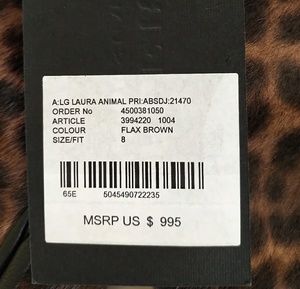 A:LG LAURA ANIMAL PRI:ABSDJ:21470
ORDER No 4500381050
ARTICLE 3994220 1004
COLOUR FLAX BROWN
SIZE/FIT 8
65E 5045490722235
MSRP US $ 995